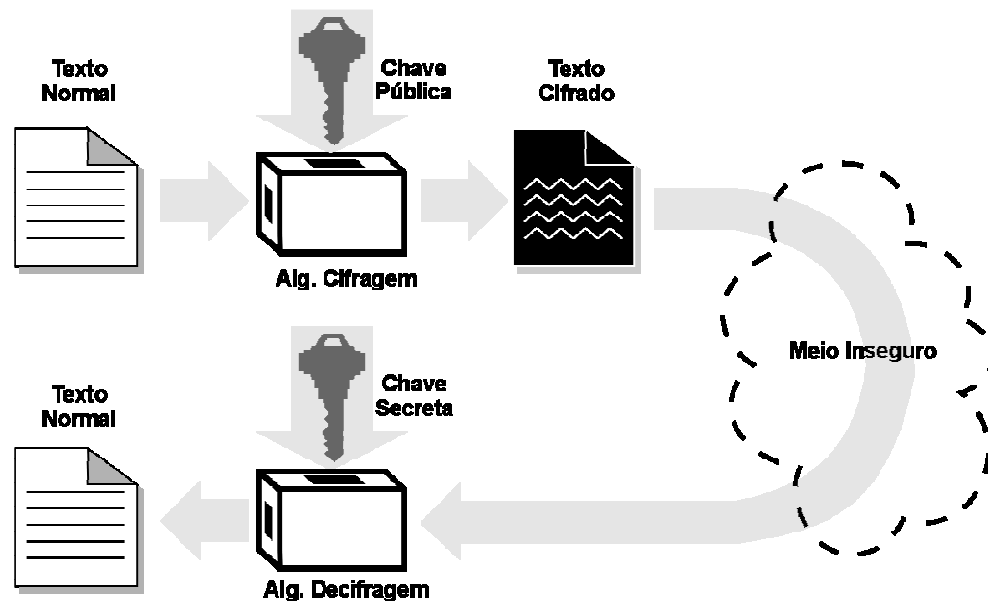 Texto
Normal
Chave
Pública
Texto
Cifrado
Alg. Cifragem
Meio Inseguro
Texto
Normal
Chave
Secreta
Alg. Decifragem